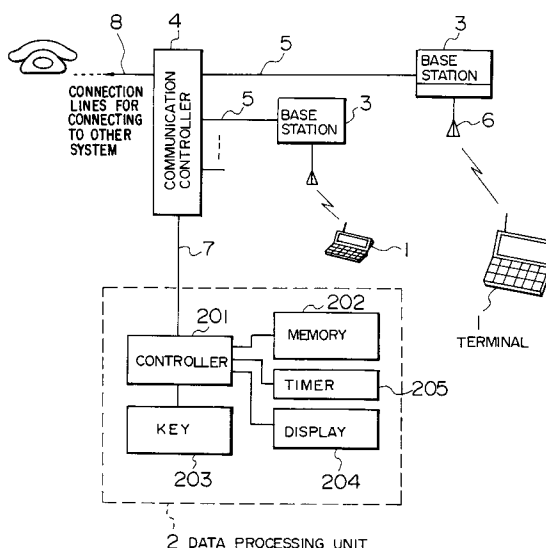 8
4
5
3
BASE
STATION
CONNECTION
LINES FOR
CONNECTING
TO OTHER
SYSTEM
COMMUNICATION
CONTROLLER
5
3
BASE
STATION
6
1
7
1
TERMINAL
201
202
CONTROLLER
MEMORY
TIMER
205
KEY
DISPLAY
203
204
2 DATA PROCESSING UNIT